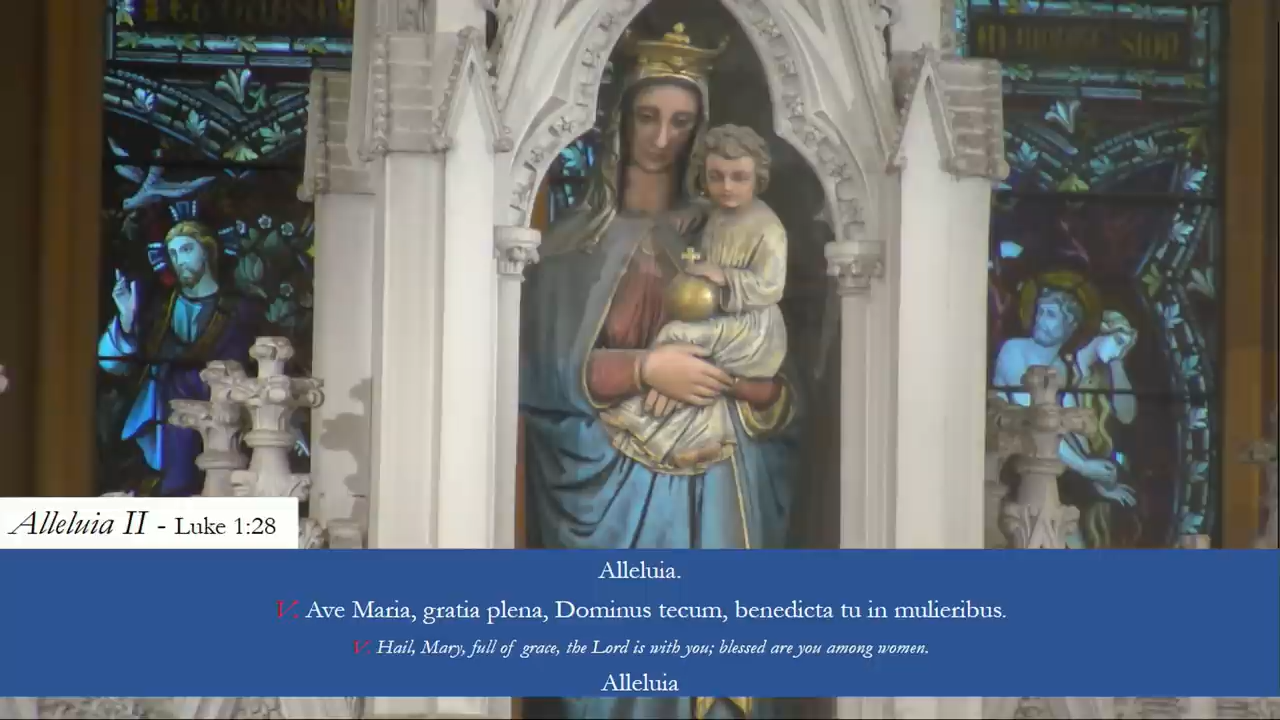 Alleluia II - Luke 1:28
Alleluia.
V. Ave Maria, gratia plena, Dominus tecum, benedicta tu in mulieribus.
V. Hail, Mary, full of grace, the Lord is with you; blessed are you among women.
Alleluia